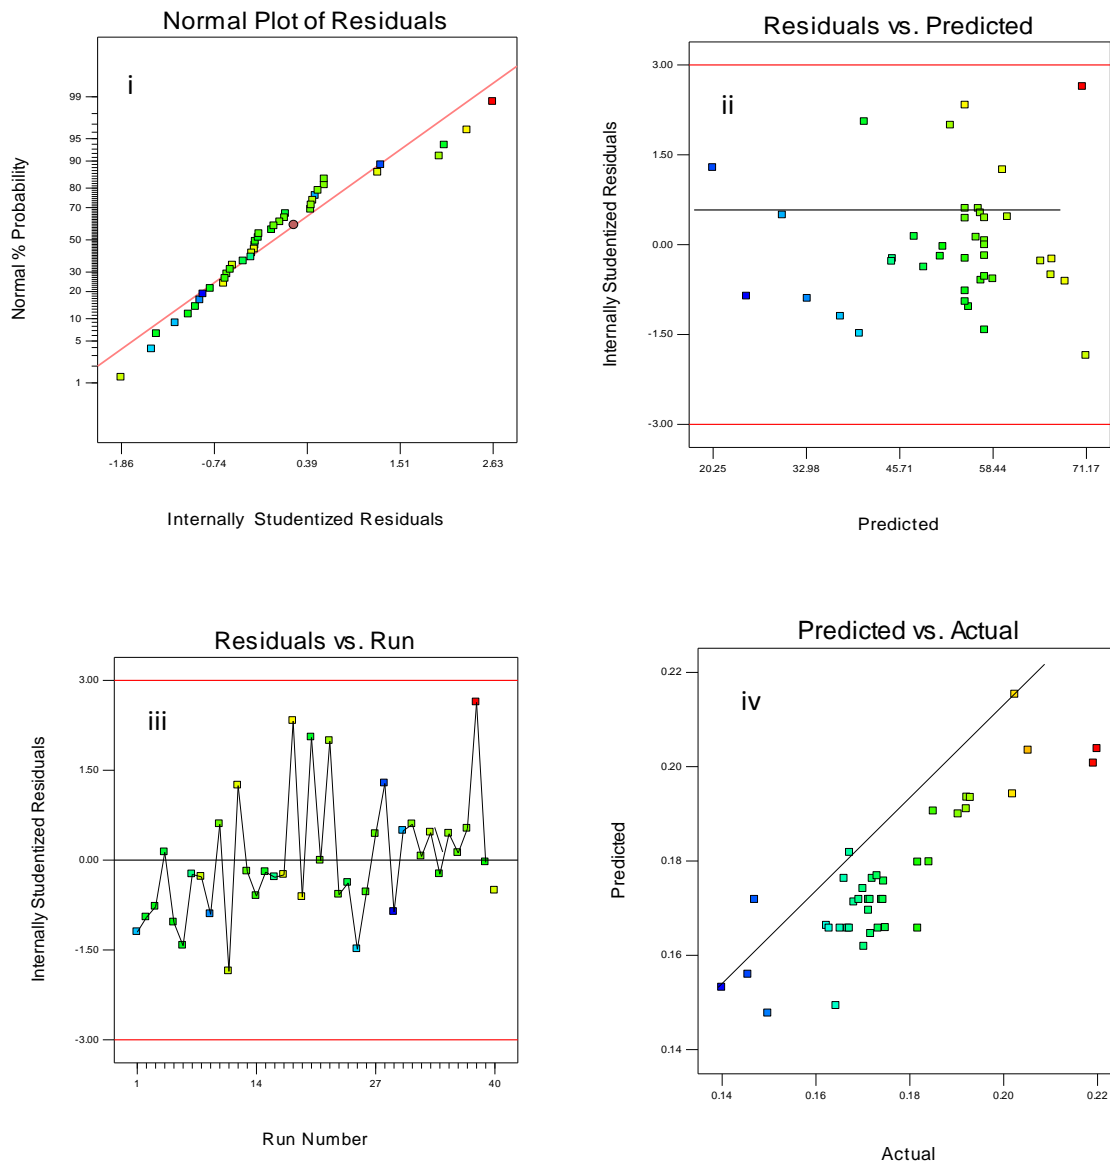 Normal Plot of Residuals
i
Normal % Probability
99
95
90
80
70
50
30
20
10
5
1
-1.86 -0.74 0.39 1.51 2.63
Internally Studentized Residuals
Residuals vs. Predicted
ii
Internally Studentized Residuals
3.00
1.50
0.00
-1.50
-3.00
20.25 32.98 45.71 58.44 71.17
Predicted
Residuals vs. Run
iii
Internally Studentized Residuals
3.00
1.50
0.00
-1.50
-3.00
1 14 27 40
Run Number
Predicted vs. Actual
iv
Predicted
0.22
0.20
0.18
0.16
0.14
0.14 0.16 0.18 0.20 0.22
Actual